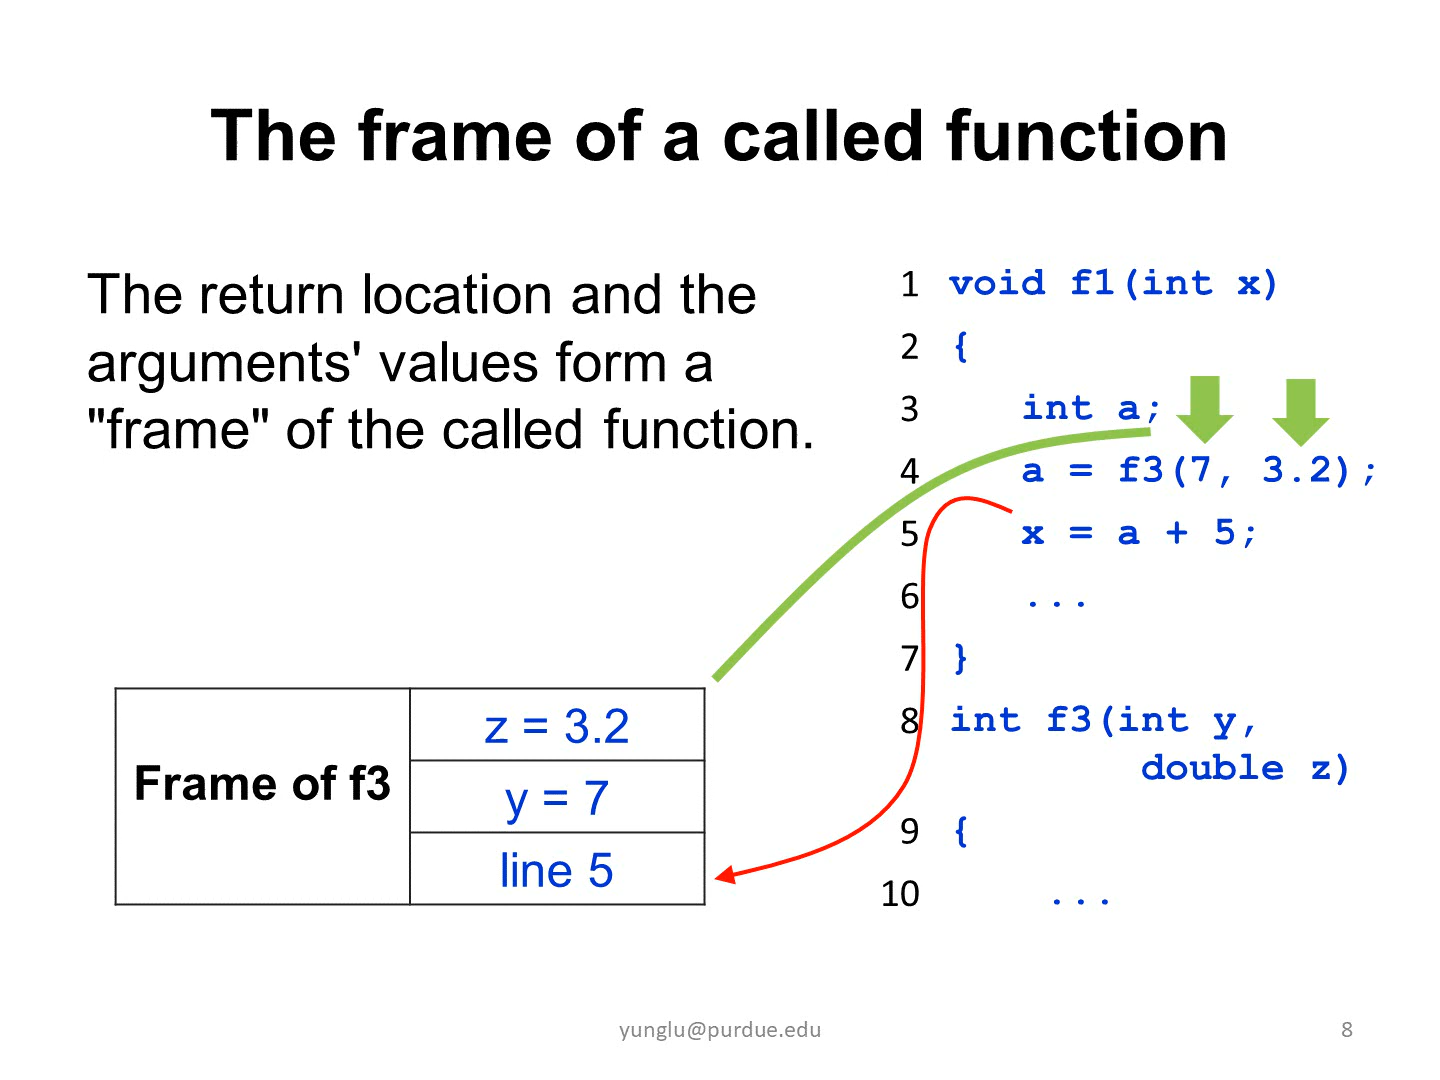 The frame of a called function
The return location and the
arguments' values form a
"frame" of the called function.
1 void f1(int x)
2 {
3 int a;
4 a = f3(7, 3.2);
5 x = a + 5;
6 ...
7 }
8 int f3(int y,
double z)
9 {
10 ...
Frame of f3
z = 3.2
y = 7
line 5
yunglu@purdue.edu
8